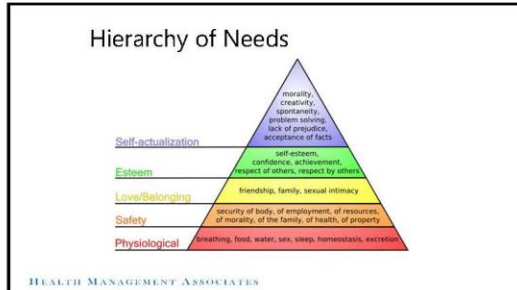 Hierarchy of Needs
morality,
creativity,
spontaneity,
problem solving,
lack of prejudice,
acceptance of facts
Self-actualization
self-esteem,
confidence, achievement,
respect of others, respect by others
Esteem
friendship, family, sexual intimacy
Love/Belonging
security of body, of employment, of resources,
of morality, of the family, of health, of property
Safety
breathing, food, water, sex, sleep, homeostasis, excretion
Physiological
HEALTH MANAGEMENT ASSOCIATES